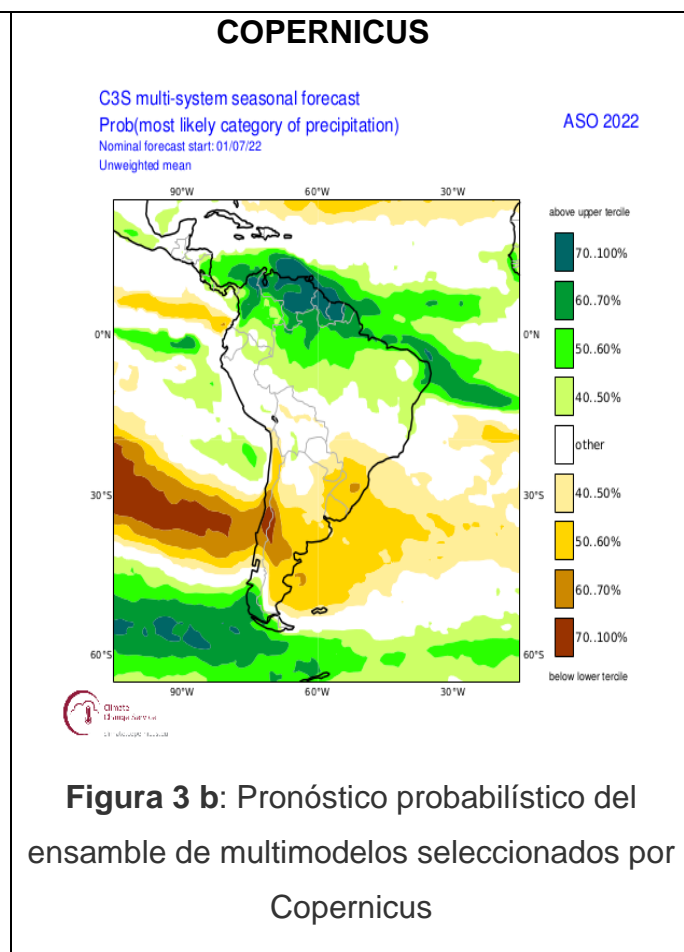 COPERNICUS
C3S multi-system seasonal forecast
Prob(most likely category of precipitation)
ASO 2022
Nominal forecast start: 01/07/22
Unweighted mean
90°W 60°W 30°W
above upper tercile
70..100%
60..70%
0°N 0°N
50..60%
40..50%
other
30°S 30°S
40..50%
50..60%
60..70%
70..100%
60°S 60°S
below lower tercile
90°W 60°W 30°W
Climate
Change Service
Figura 3 b: Pronóstico probabilístico del
ensamble de multimodelos seleccionados por
Copernicus